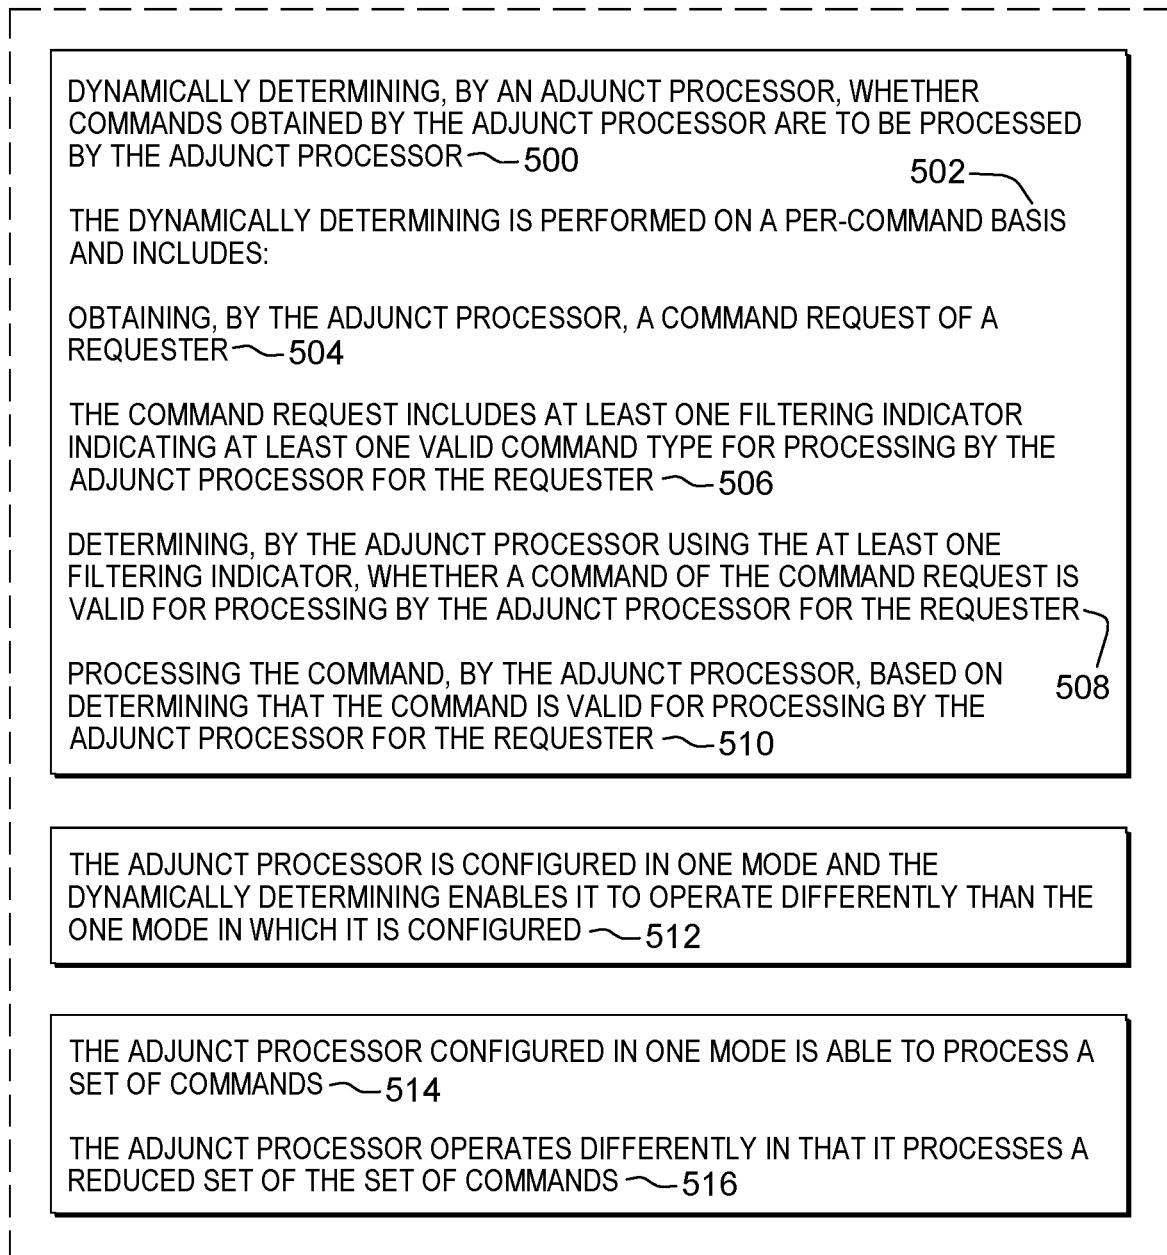 DYNAMICALLY DETERMINING, BY AN ADJUNCT PROCESSOR, WHETHER
COMMANDS OBTAINED BY THE ADJUNCT PROCESSOR ARE TO BE PROCESSED
BY THE ADJUNCT PROCESSOR 500
502
THE DYNAMICALLY DETERMINING IS PERFORMED ON A PER-COMMAND BASIS
AND INCLUDES:
OBTAINING, BY THE ADJUNCT PROCESSOR, A COMMAND REQUEST OF A
REQUESTER 504
THE COMMAND REQUEST INCLUDES AT LEAST ONE FILTERING INDICATOR
INDICATING AT LEAST ONE VALID COMMAND TYPE FOR PROCESSING BY THE
ADJUNCT PROCESSOR FOR THE REQUESTER 506
DETERMINING, BY THE ADJUNCT PROCESSOR USING THE AT LEAST ONE
FILTERING INDICATOR, WHETHER A COMMAND OF THE COMMAND REQUEST IS
VALID FOR PROCESSING BY THE ADJUNCT PROCESSOR FOR THE REQUESTER
508
PROCESSING THE COMMAND, BY THE ADJUNCT PROCESSOR, BASED ON
DETERMINING THAT THE COMMAND IS VALID FOR PROCESSING BY THE
ADJUNCT PROCESSOR FOR THE REQUESTER 510
THE ADJUNCT PROCESSOR IS CONFIGURED IN ONE MODE AND THE
DYNAMICALLY DETERMINING ENABLES IT TO OPERATE DIFFERENTLY THAN THE
ONE MODE IN WHICH IT IS CONFIGURED 512
THE ADJUNCT PROCESSOR CONFIGURED IN ONE MODE IS ABLE TO PROCESS A
SET OF COMMANDS 514
THE ADJUNCT PROCESSOR OPERATES DIFFERENTLY IN THAT IT PROCESSES A
REDUCED SET OF THE SET OF COMMANDS 516